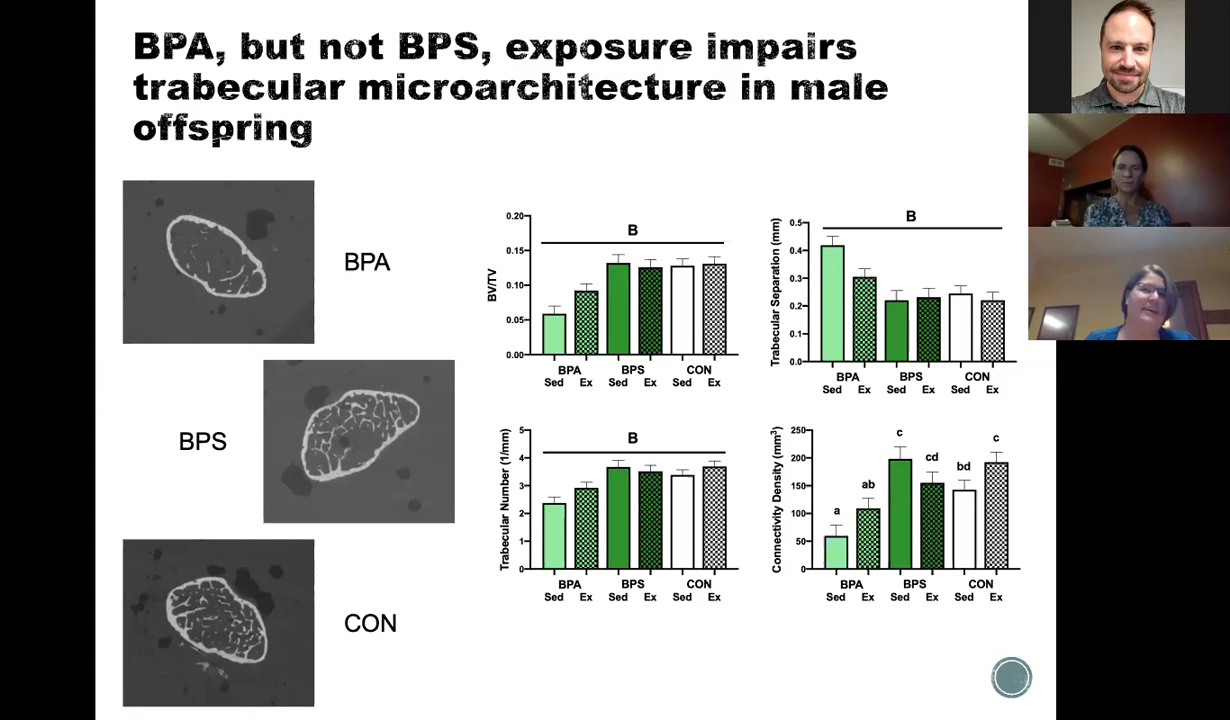 BPA, but not BPS, exposure impairs
trabecular microarchitecture in male
offspring
BPA
BPS
CON
BV/TV
0.20
0.15
0.10
0.05
0.00
B
BPA BPS CON
Sed Ex Sed Ex Sed Ex
Trabecular Separation (mm)
0.5
0.4
0.3
0.2
0.1
0.0
B
BPA BPS CON
Sed Ex Sed Ex Sed Ex
Trabecular Number (1/mm)
5
4
3
2
1
0
B
BPA BPS CON
Sed Ex Sed Ex Sed Ex
Connectivity Density (mm³)
250
200
150
100
50
0
a ab c cd bd c
BPA BPS CON
Sed Ex Sed Ex Sed Ex